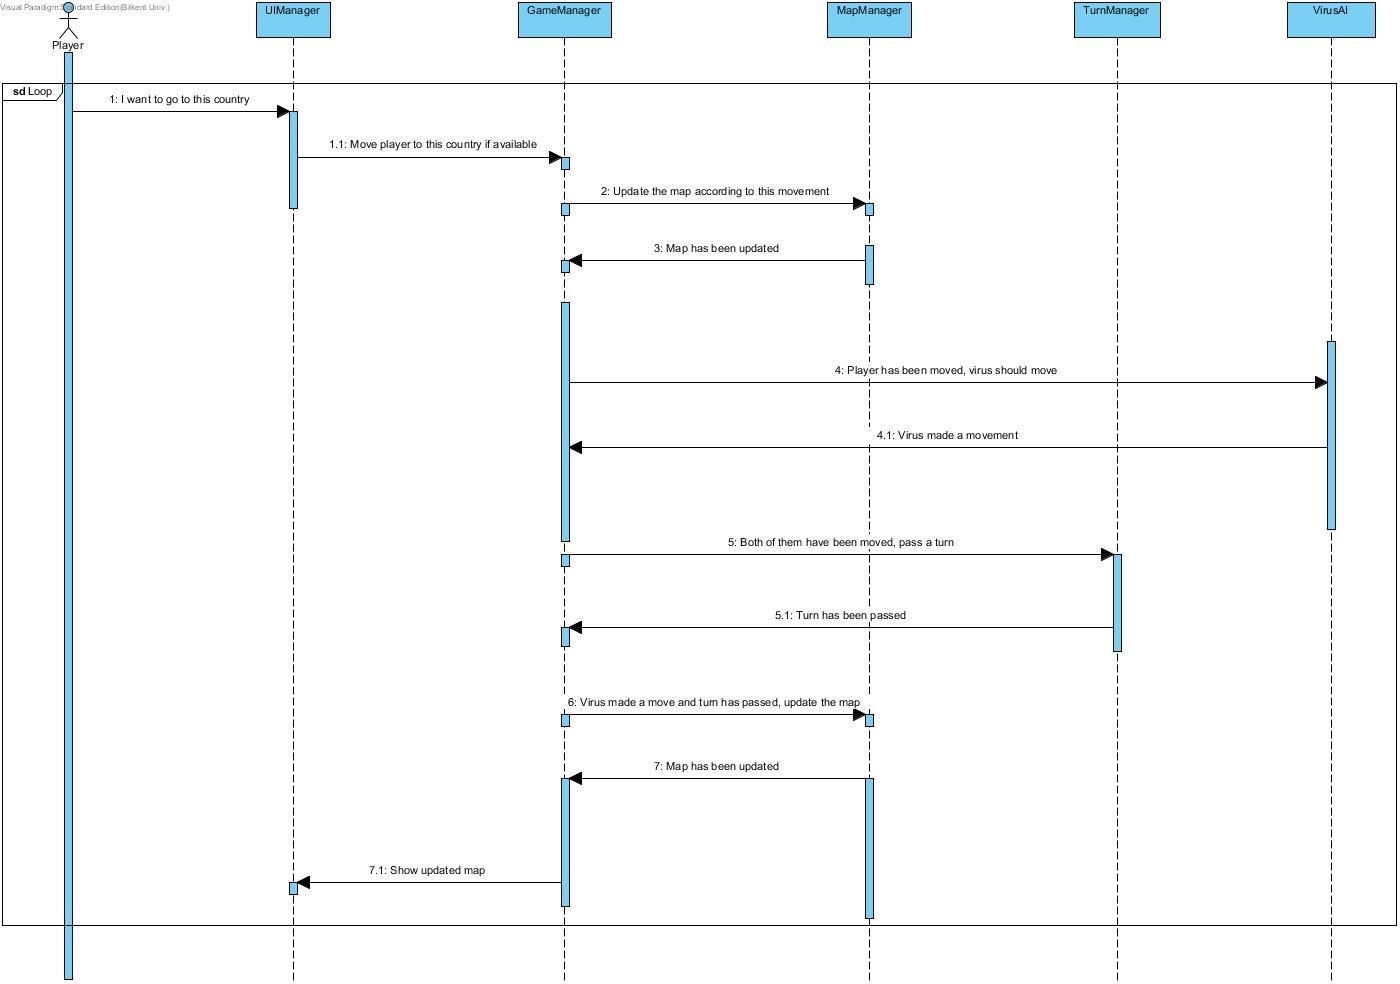 Visual Paradigm Standard Edition(Bilkent Univ.)
UIManager
GameManager
MapManager
TurnManager
VirusAI
Player
sd Loop
1: I want to go to this country
1.1: Move player to this country if available
2: Update the map according to this movement
3: Map has been updated
4: Player has been moved, virus should move
4.1: Virus made a movement
5: Both of them have been moved, pass a turn
5.1: Turn has been passed
6: Virus made a move and turn has passed, update the map
7: Map has been updated
7.1: Show updated map